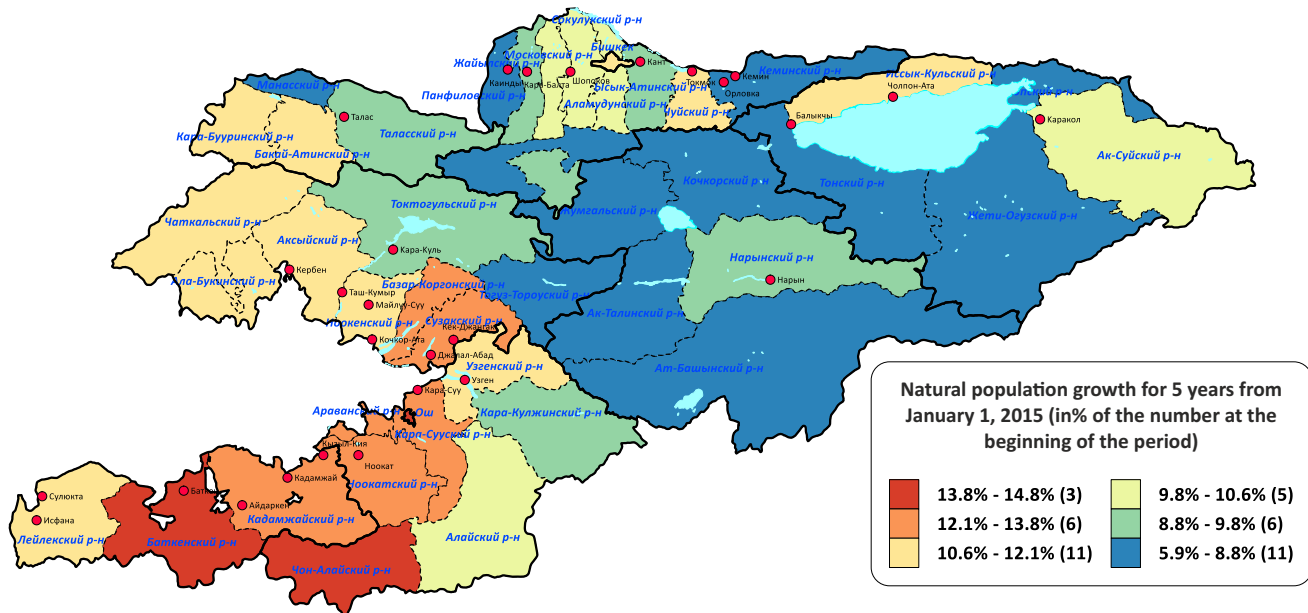 Сокулукский р-н
Бишкек
Московский р-н
Кант
Жайылский р-н
Каинды
Кара-Балта
Шопоков
Токмок
Кемин
Кеминский р-н
Иссык-Кульский р-н
Чолпон-Ата
Орловка
Ысык-Атинский р-н
Панфиловский р-н
Аламудунский р-н
Чуйский р-н
Манасский р-н
Талас
Таласский р-н
Кара-Бууринский р-н
Бакай-Атинский р-н
Балыкчы
Каракол
Ак-Суйский р-н
Кочкорский р-н
Тонский р-н
Токтогульский р-н
Жумгальский р-н
Жети-Огузский р-н
Чаткальский р-н
Аксыйский р-н
Кара-Куль
Нарынский р-н
Нарын
Кербен
Ала-Букинский р-н
Базар-Коргонский р-н
Таш-Кумыр
Майлуу-Суу
Тогуз-Тороуский р-н
Ак-Талинский р-н
Ноокенский р-н
Сузакский р-н
Кек-Джангак
Кочкор-Ата
Джалал-Абад
Узгенский р-н
Ат-Башынский р-н
Узген
Кара-Суу
Араванский р-н
Ош
Кара-Кулжинский р-н
Кара-Сууский р-н
Кызыл-Кия
Ноокат
Ноокатский р-н
Кадамжай
Сулюкта
Баткен
Айдаркен
Исфана
Кадамжайский р-н
Лейлекский р-н
Баткенский р-н
Алайский р-н
Чон-Алайский р-н
Natural population growth for 5 years from
January 1, 2015 (in% of the number at the
beginning of the period)
13.8% - 14.8% (3)
9.8% - 10.6% (5)
12.1% - 13.8% (6)
8.8% - 9.8% (6)
10.6% - 12.1% (11)
5.9% - 8.8% (11)